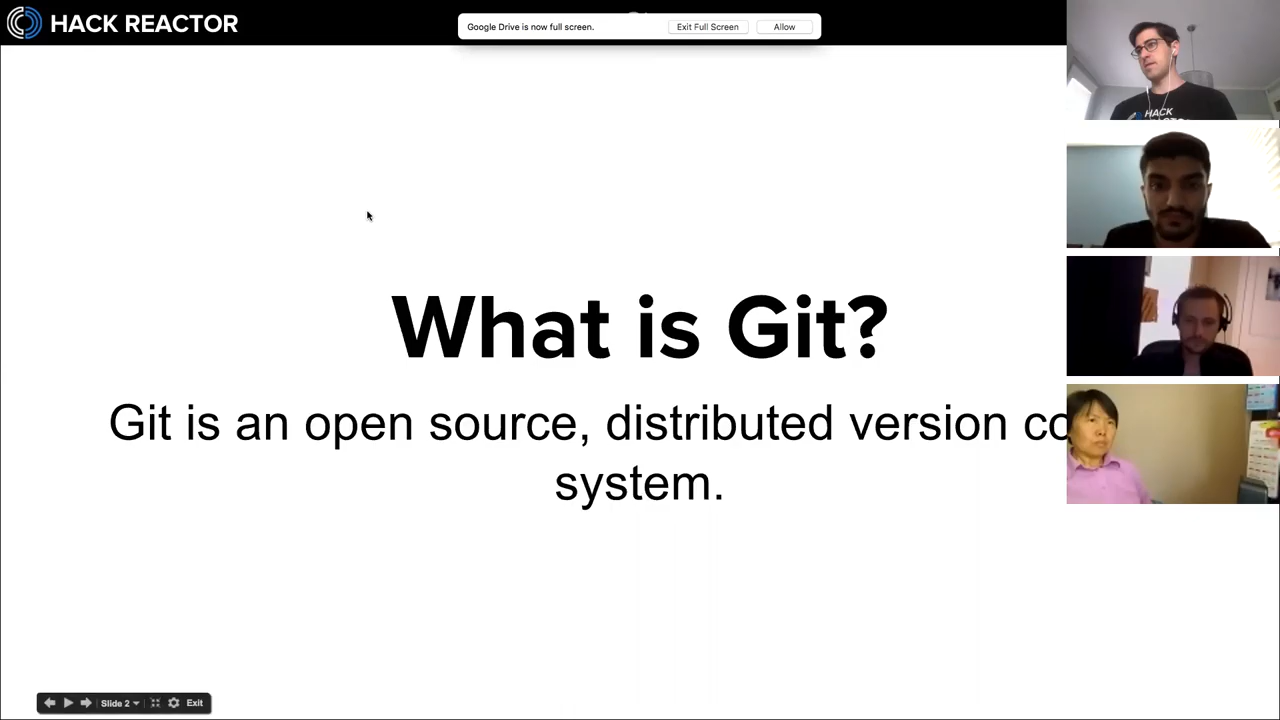 HACK REACTOR
Google Drive is now full screen.
Exit Full Screen
Allow
HACK
What is Git?
Git is an open source, distributed version co
system.
Slide 2
Exit